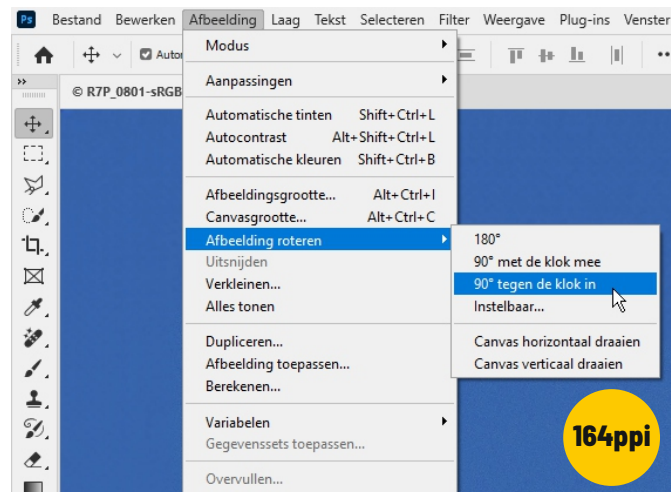 Ps Bestand Bewerken Afbeelding Laag Tekst Selecteren Filter Weergave Plug-ins Venster
Modus
Aanpassingen
© R7P_0801-sRGB
Automatische tinten Shift+Ctrl+L
Autocontrast Alt+Shift+Ctrl+L
Automatische kleuren Shift+Ctrl+B
Afbeeldingsgrootte... Alt+Ctrl+I
Canvasgrootte... Alt+Ctrl+C
Afbeelding roteren
180°
Uitsnijden
90° met de klok mee
Verkleinen...
90° tegen de klok in
Alles tonen
Instelbaar...
Dupliceren...
Canvas horizontaal draaien
Afbeelding toepassen...
Canvas verticaal draaien
Berekenen...
Variabelen
Gegevenssets toepassen...
164ppi
Overvullen...